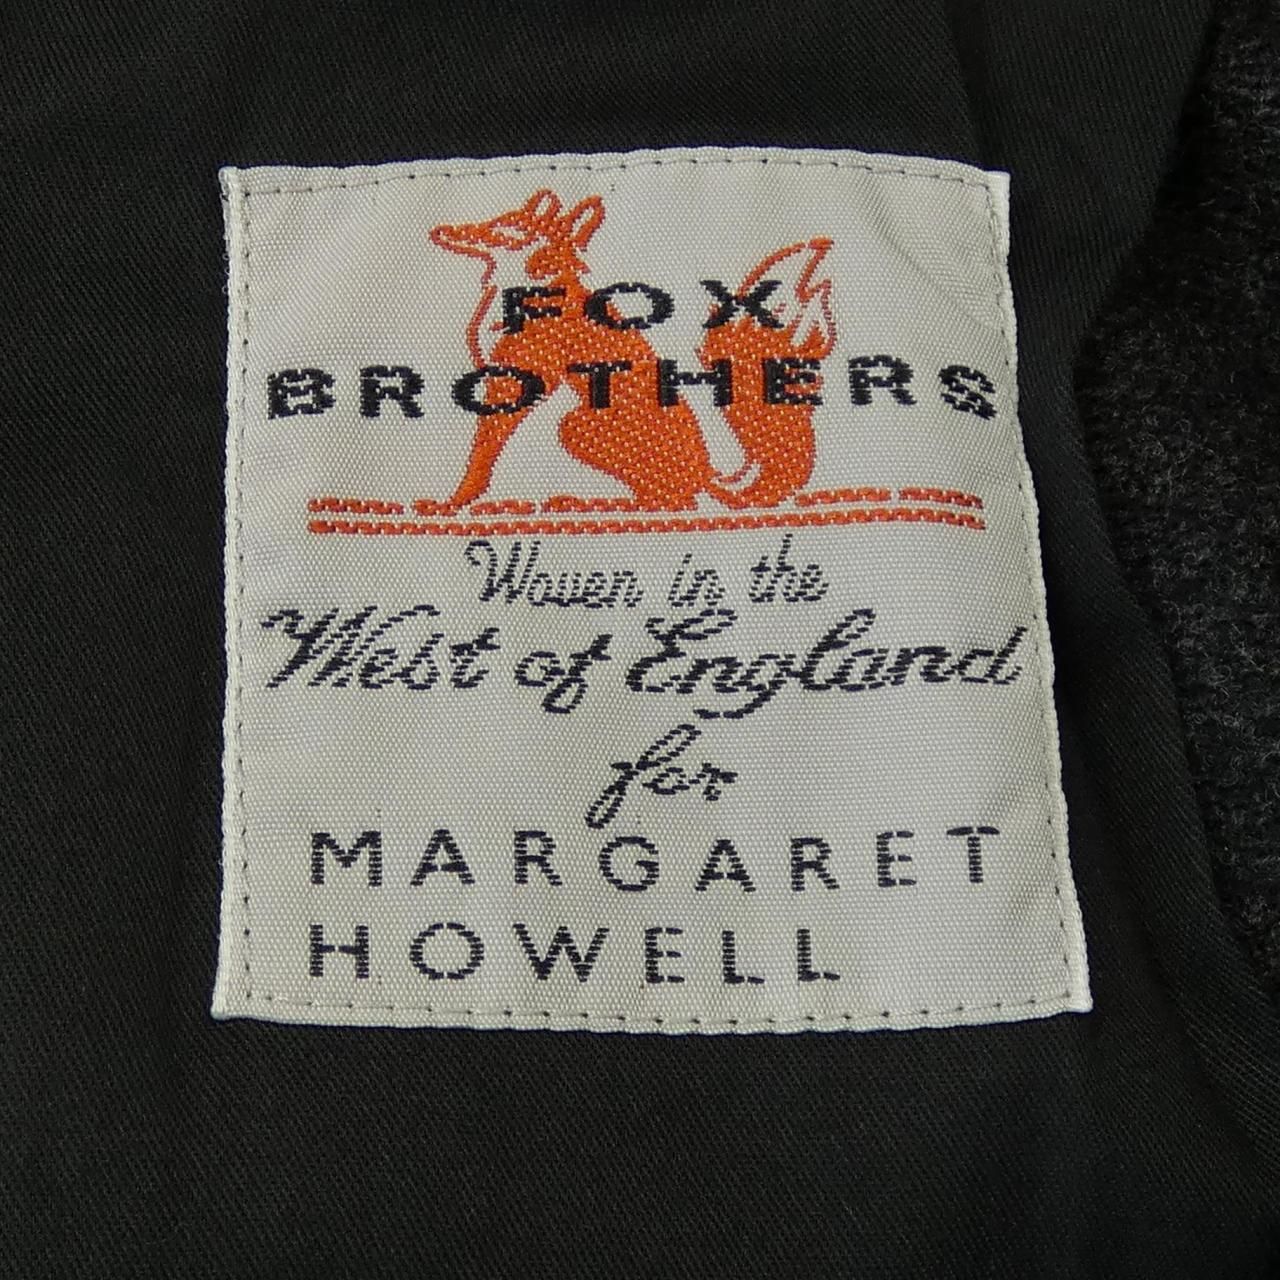 FOX
BROTHERS
Woven in the
West of England
for
MARGARET
HOWELL